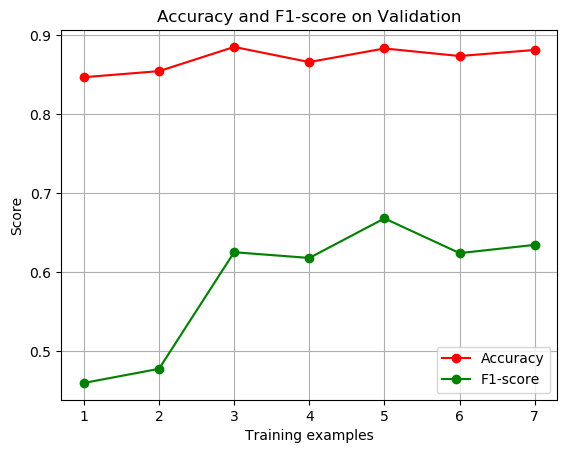 Accuracy and F1-score on Validation
Score
0.9
0.8
0.7
0.6
0.5
Accuracy
F1-score
1 2 3 4 5 6 7
Training examples